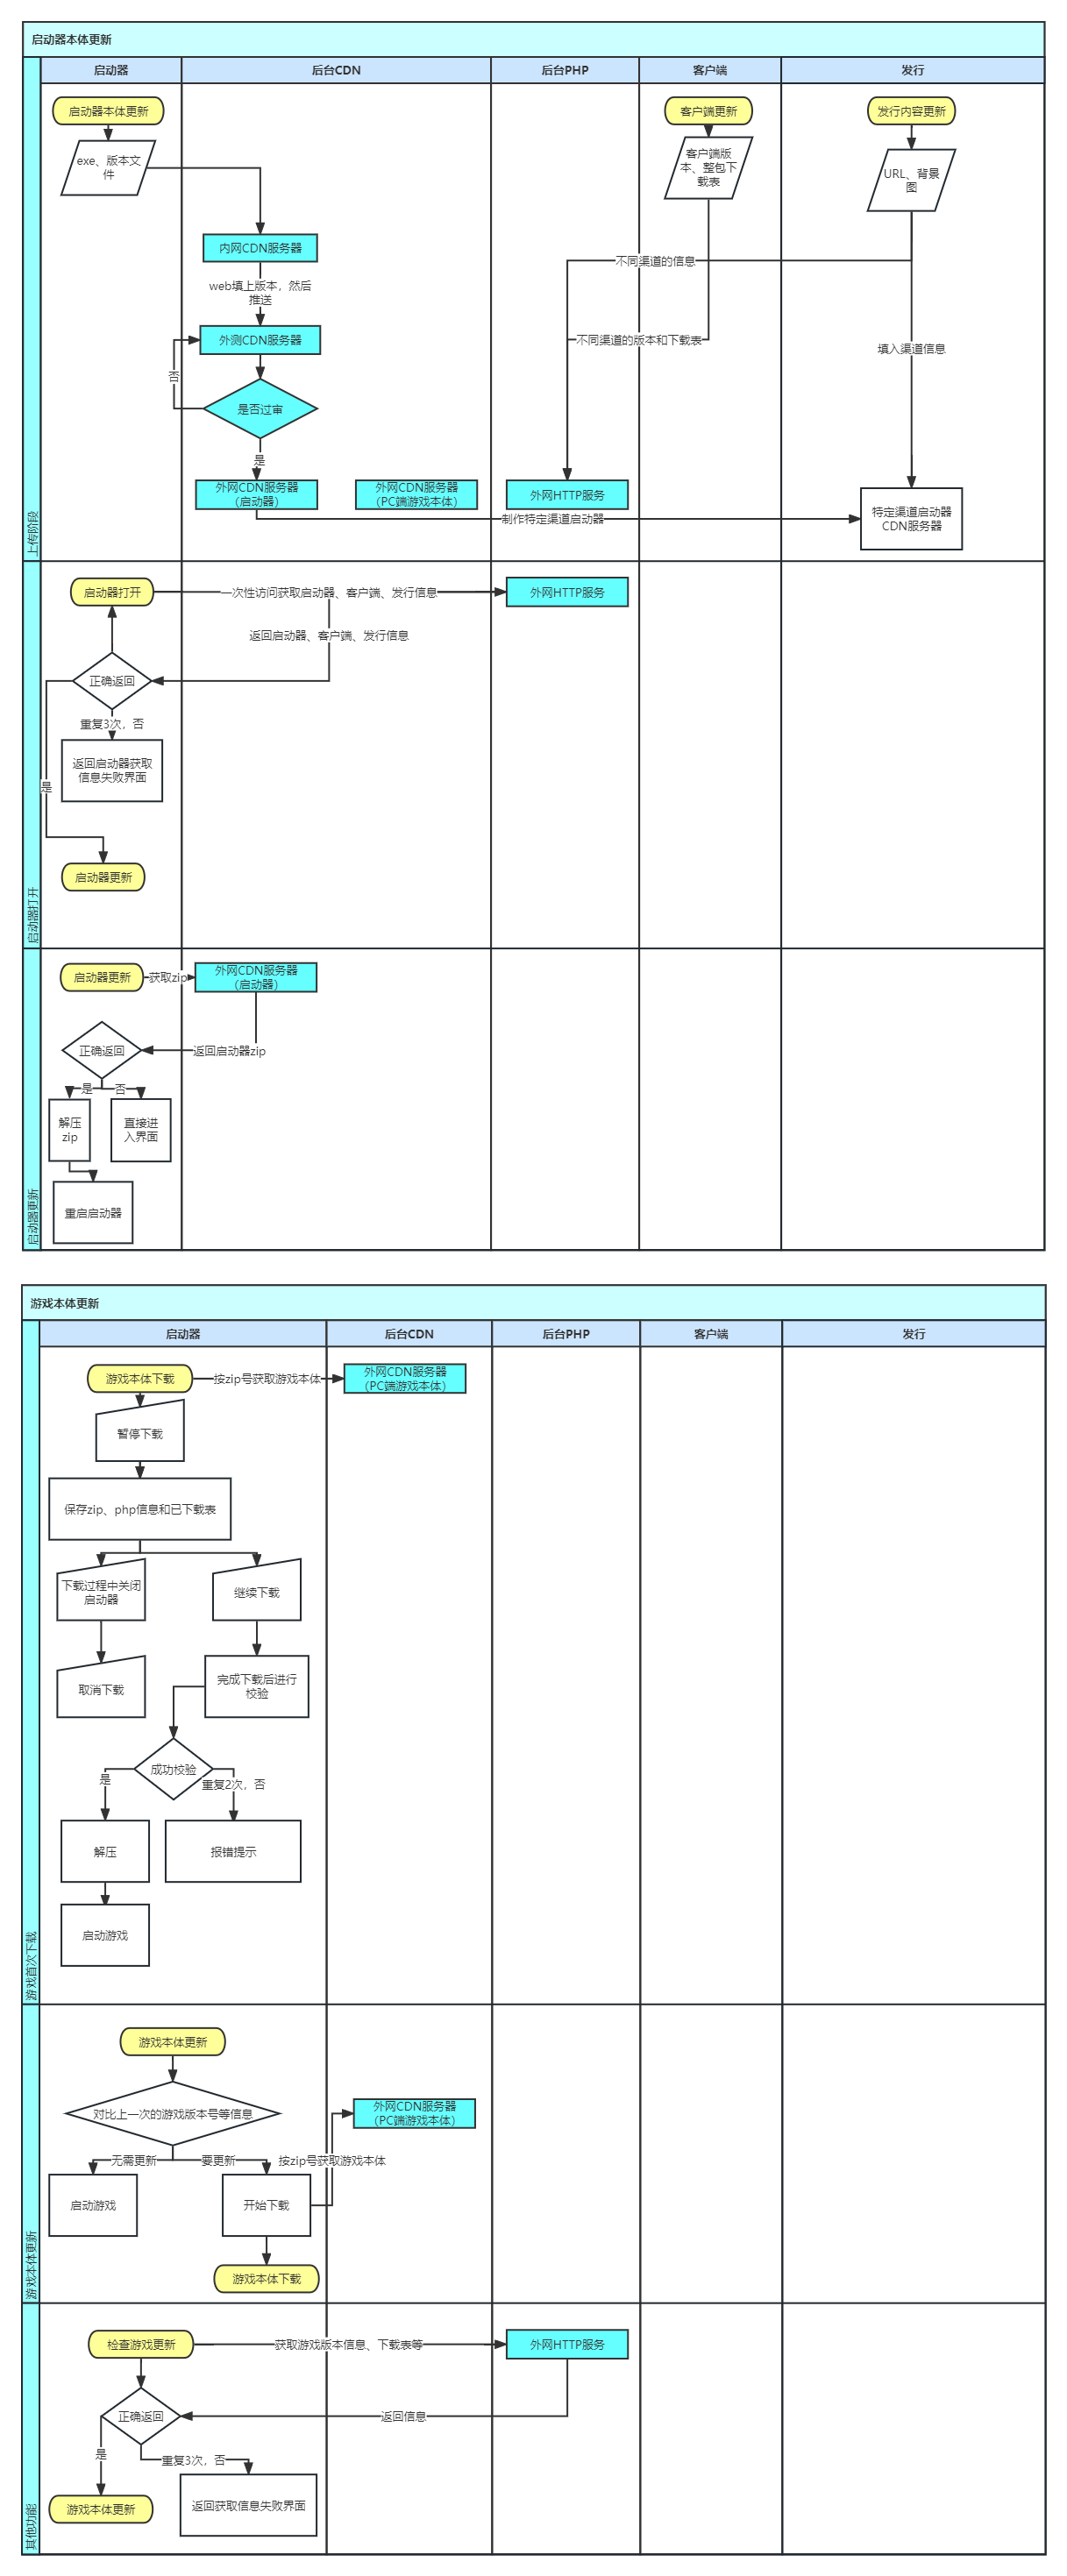 启动器本体更新
启动器
后台CDN
后台PHP
客户端
发行
上传阶段
启动器本体更新
客户端更新
发行内容更新
exe、版本文
件
客户端版
本、整包下
载表
URL、背景
图
内网CDN服务器
不同渠道的信息
web填上版本，然后
推送
外测CDN服务器
不同渠道的版本和下载表
填入渠道信息
否
是否过审
是
外网CDN服务器
（启动器）
外网CDN服务器
（PC端游戏本体）
外网HTTP服务
制作特定渠道启动器
特定渠道启动器
CDN服务器
启动器打开
启动器打开
一次性访问获取启动器、客户端、发行信息
外网HTTP服务
返回启动器、客户端、发行信息
正确返回
重复3次，否
返回启动器获取
信息失败界面
是
启动器更新
启动器更新
启动器更新
获取zip
外网CDN服务器
（启动器）
正确返回
返回启动器zip
是
否
解压
zip
直接进
入界面
重启启动器
游戏本体更新
启动器
后台CDN
后台PHP
客户端
发行
游戏首次下载
游戏本体下载
按zip号获取游戏本体
外网CDN服务器
（PC端游戏本体）
暂停下载
保存zip、php信息和已下载表
下载过程中关闭
启动器
继续下载
取消下载
完成下载后进行
校验
成功校验
是
重复2次，否
解压
报错提示
启动游戏
游戏本体更新
游戏本体更新
对比上一次的游戏版本号等信息
外网CDN服务器
（PC端游戏本体）
无需更新
要更新
按zip号获取游戏本体
启动游戏
开始下载
游戏本体下载
其他功能
检查游戏更新
获取游戏版本信息、下载表等
外网HTTP服务
正确返回
返回信息
是
重复3次，否
游戏本体更新
返回获取信息失败界面